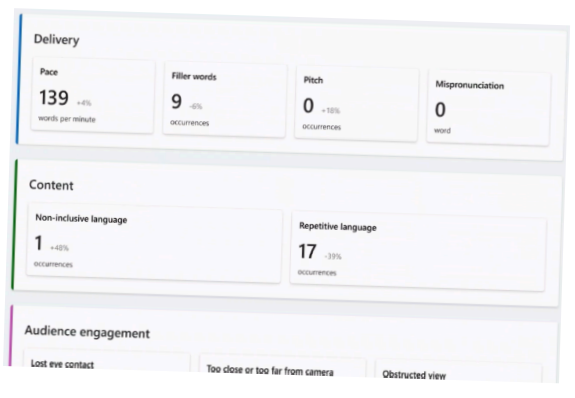 Delivery
Pace
139 +4%
words per minute
Filler words
9 -6%
occurrences
Pitch
0 +18%
occurrences
Mispronunciation
0
word
Content
Non-inclusive language
1 +48%
occurrences
Repetitive language
17 -39%
occurrences
Audience engagement
Lost eye contact
Too close or too far from camera
Obstructed view